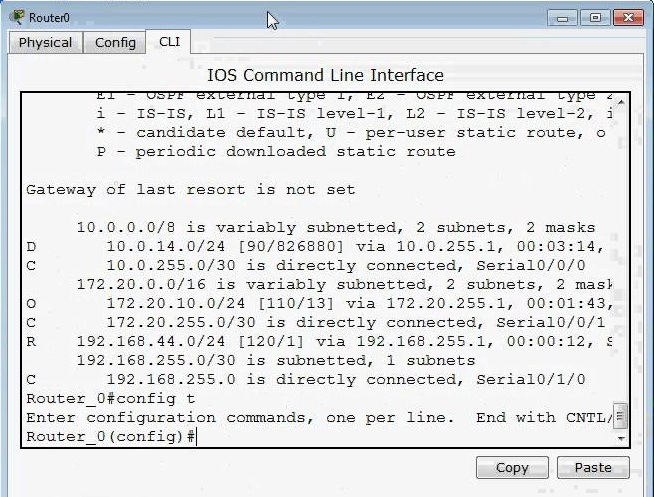 Router0
Physical Config CLI
IOS Command Line Interface
E1 - OSPF external type 1, E2 - OSPF external type 2
i - IS-IS, L1 - IS-IS level-1, L2 - IS-IS level-2, i
* - candidate default, U - per-user static route, o
P - periodic downloaded static route
Gateway of last resort is not set
10.0.0.0/8 is variably subnetted, 2 subnets, 2 masks
D 10.0.14.0/24 [90/826880] via 10.0.255.1, 00:03:14,
C 10.0.255.0/30 is directly connected, Serial0/0/0
172.20.0.0/16 is variably subnetted, 2 subnets, 2 mask
O 172.20.10.0/24 [110/13] via 172.20.255.1, 00:01:43,
C 172.20.255.0/30 is directly connected, Serial0/0/1
R 192.168.44.0/24 [120/1] via 192.168.255.1, 00:00:12, S
192.168.255.0/30 is subnetted, 1 subnets
C 192.168.255.0 is directly connected, Serial0/1/0
Router_0#config t
Enter configuration commands, one per line. End with CNTL/
Router_0(config)#
Copy Paste